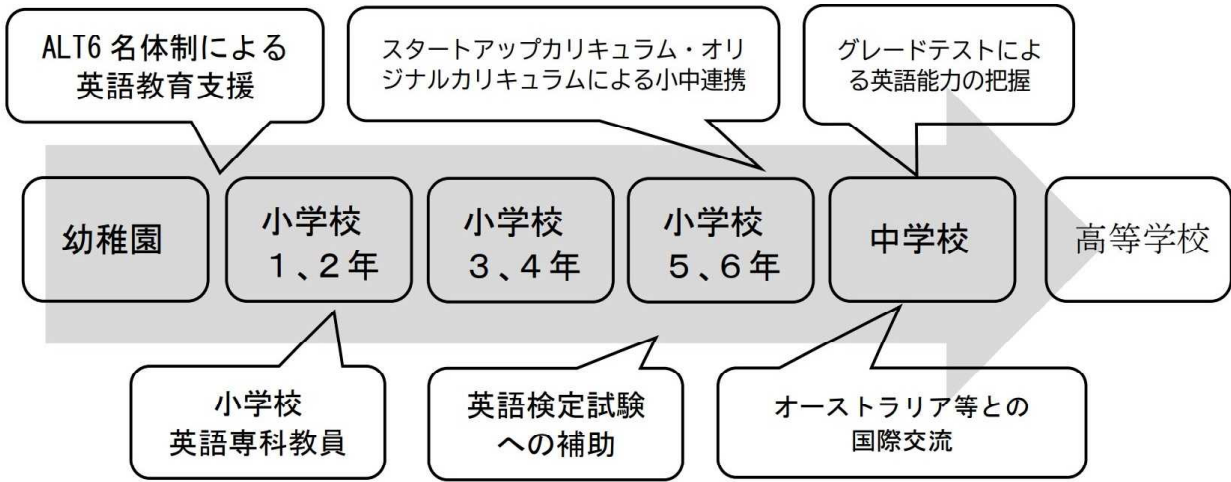 ALT6名体制による
英語教育支援
スタートアップカリキュラム・オリ
ジナルカリキュラムによる小中連携
グレードテストによ
る英語能力の把握
幼稚園
小学校
１、２年
小学校
３、４年
小学校
５、６年
中学校
高等学校
小学校
英語専科教員
英語検定試験
への補助
オーストラリア等との
国際交流